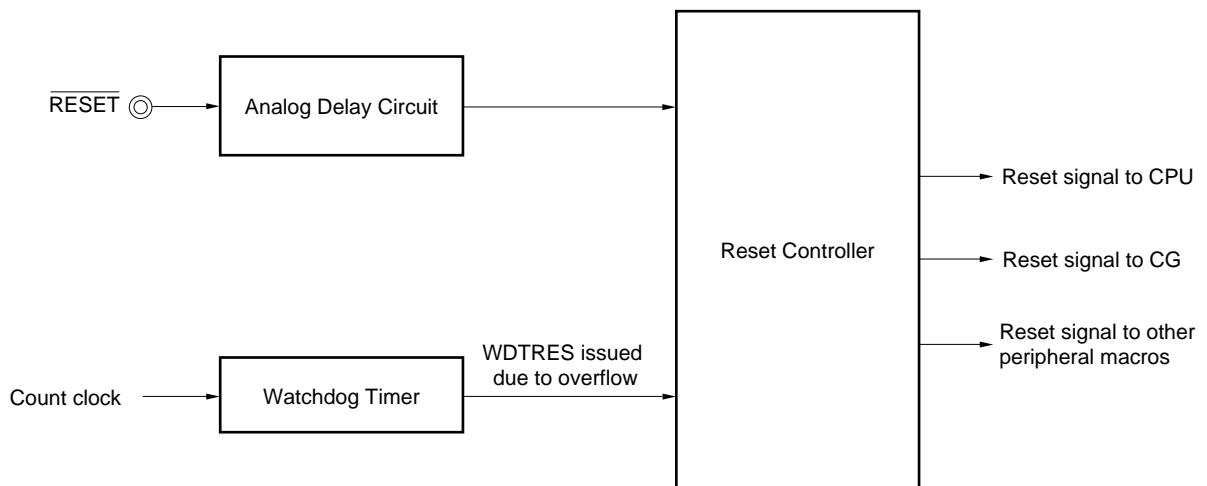 RESET
Analog Delay Circuit
Reset signal to CPU
Reset Controller
Reset signal to CG
Reset signal to other
peripheral macros
WDTRES issued
due to overflow
Count clock
Watchdog Timer